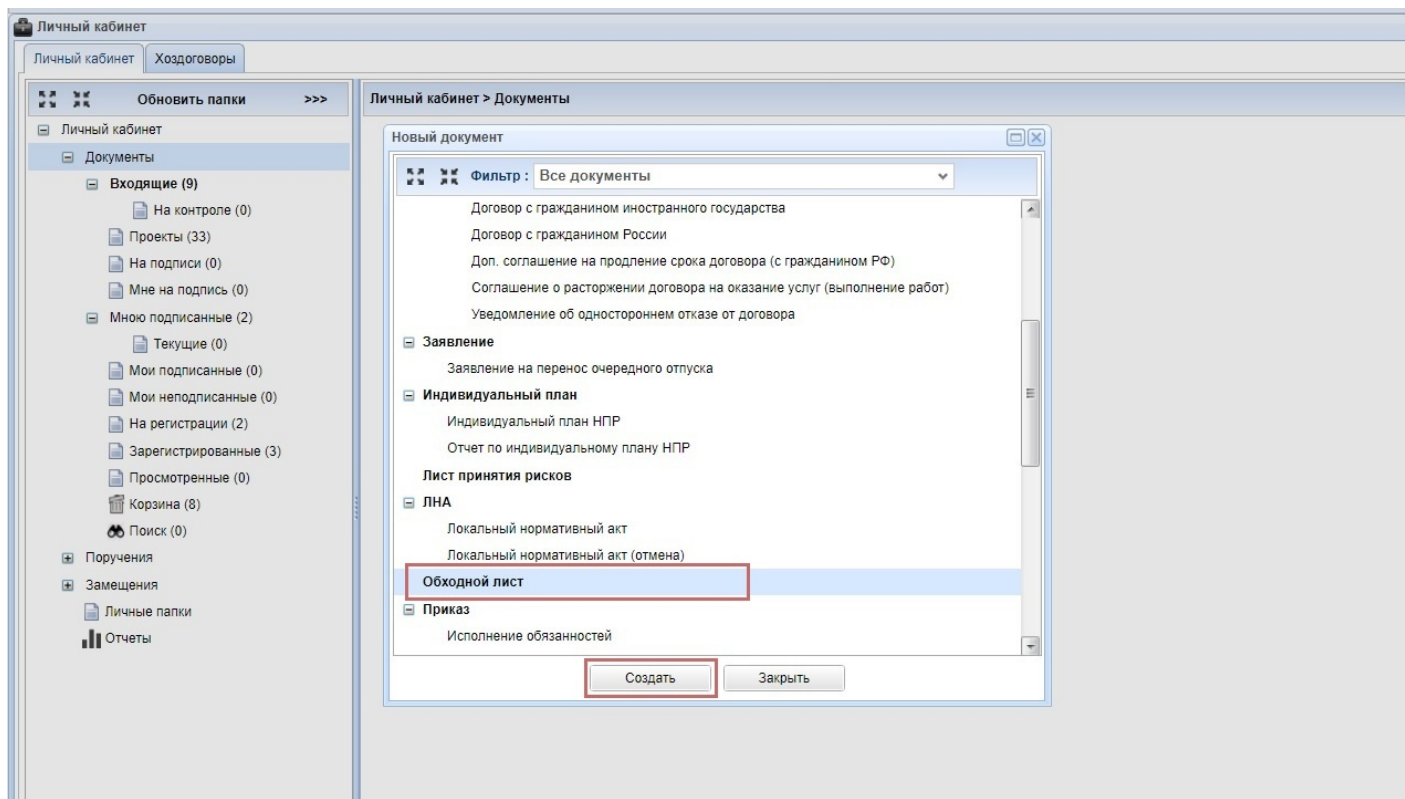 Личный кабинет
Личный кабинет
Хоздоговоры
Обновить папки >>>
Личный кабинет
Документы
Входящие (9)
На контроле (0)
Проекты (33)
На подписи (0)
Мне на подпись (0)
Мною подписанные (2)
Текущие (0)
Мои подписанные (0)
Мои неподписанные (0)
На регистрации (2)
Зарегистрированные (3)
Просмотренные (0)
Корзина (8)
Поиск (0)
Поручения
Замещения
Личные папки
Отчеты
Личный кабинет > Документы
Новый документ
Фильтр : Все документы
Договор с гражданином иностранного государства
Договор с гражданином России
Доп. соглашение на продление срока договора (с гражданином РФ)
Соглашение о расторжении договора на оказание услуг (выполнение работ)
Уведомление об одностороннем отказе от договора
Заявление
Заявление на перенос очередного отпуска
Индивидуальный план
Индивидуальный план НПР
Отчет по индивидуальному плану НПР
Лист принятия рисков
ЛНА
Локальный нормативный акт
Локальный нормативный акт (отмена)
Обходной лист
Приказ
Исполнение обязанностей
Создать
Закрыть